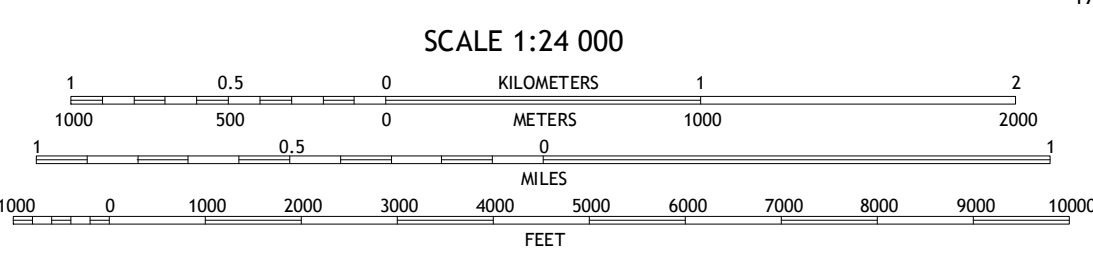 SCALE 1:24 000
1 0.5 0 KILOMETERS 1 2
1000 500 0 METERS 1000 2000
1 0.5 0 1
MILES
1000 0 1000 2000 3000 4000 5000 6000 7000 8000 9000 10000
FEET